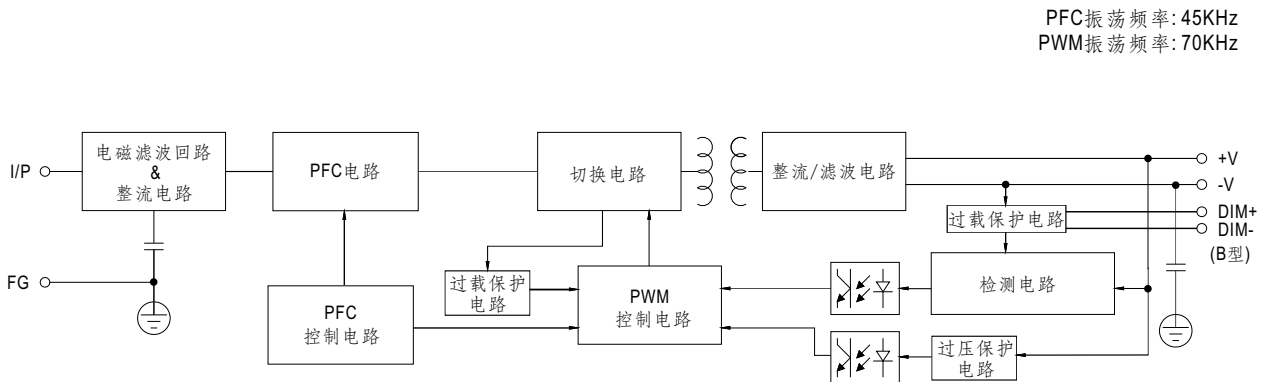 PFC振荡频率: 45KHz
PWM振荡频率: 70KHz
I/P
电磁滤波回路
&
整流电路
PFC电路
切换电路
整流/滤波电路
+V
-V
DIM+
DIM-
(B型)
过载保护电路
FG
PFC
控制电路
过载保护
电路
PWM
控制电路
检测电路
过压保护
电路